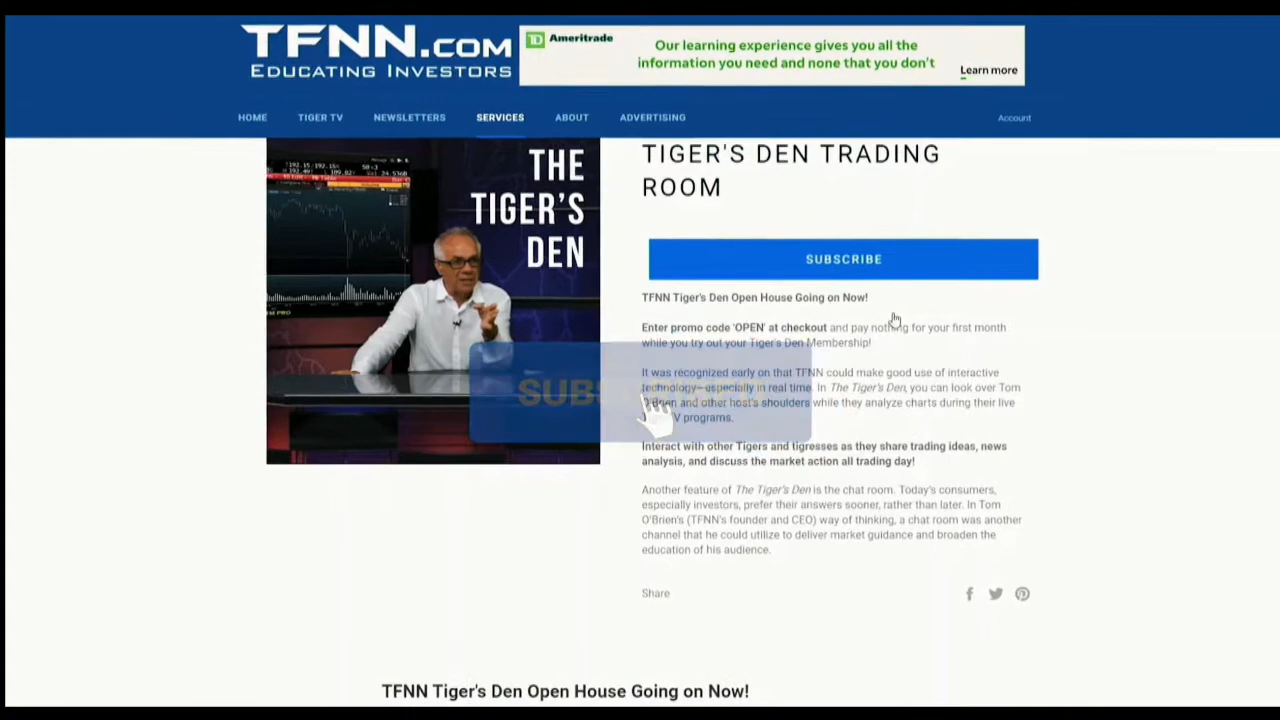 TFNN.COM
EDUCATING INVESTORS
TD Ameritrade
Our learning experience gives you all the
information you need and none that you don't
Learn more
HOME
TIGER TV
NEWSLETTERS
SERVICES
ABOUT
ADVERTISING
Account
THE
TIGER'S
DEN
TIGER'S DEN TRADING
ROOM
SUBSCRIBE
TFNN Tiger's Den Open House Going on Now!
Enter promo code 'OPEN' at checkout and pay nothing for your first month
while you try out your Tiger's Den Membership!
It was recognized early on that TFNN could make good use of interactive
technology—especially in real time. In The Tiger's Den, you can look over Tom
O'Brien and other host's shoulders while they analyze charts during their live
TV programs.
Interact with other Tigers and tigresses as they share trading ideas, news
analysis, and discuss the market action all trading day!
Another feature of The Tiger's Den is the chat room. Today's consumers,
especially investors, prefer their answers sooner, rather than later. In Tom
O'Brien's (TFNN's founder and CEO) way of thinking, a chat room was another
channel that he could utilize to deliver market guidance and broaden the
education of his audience.
Share
TFNN Tiger's Den Open House Going on Now!